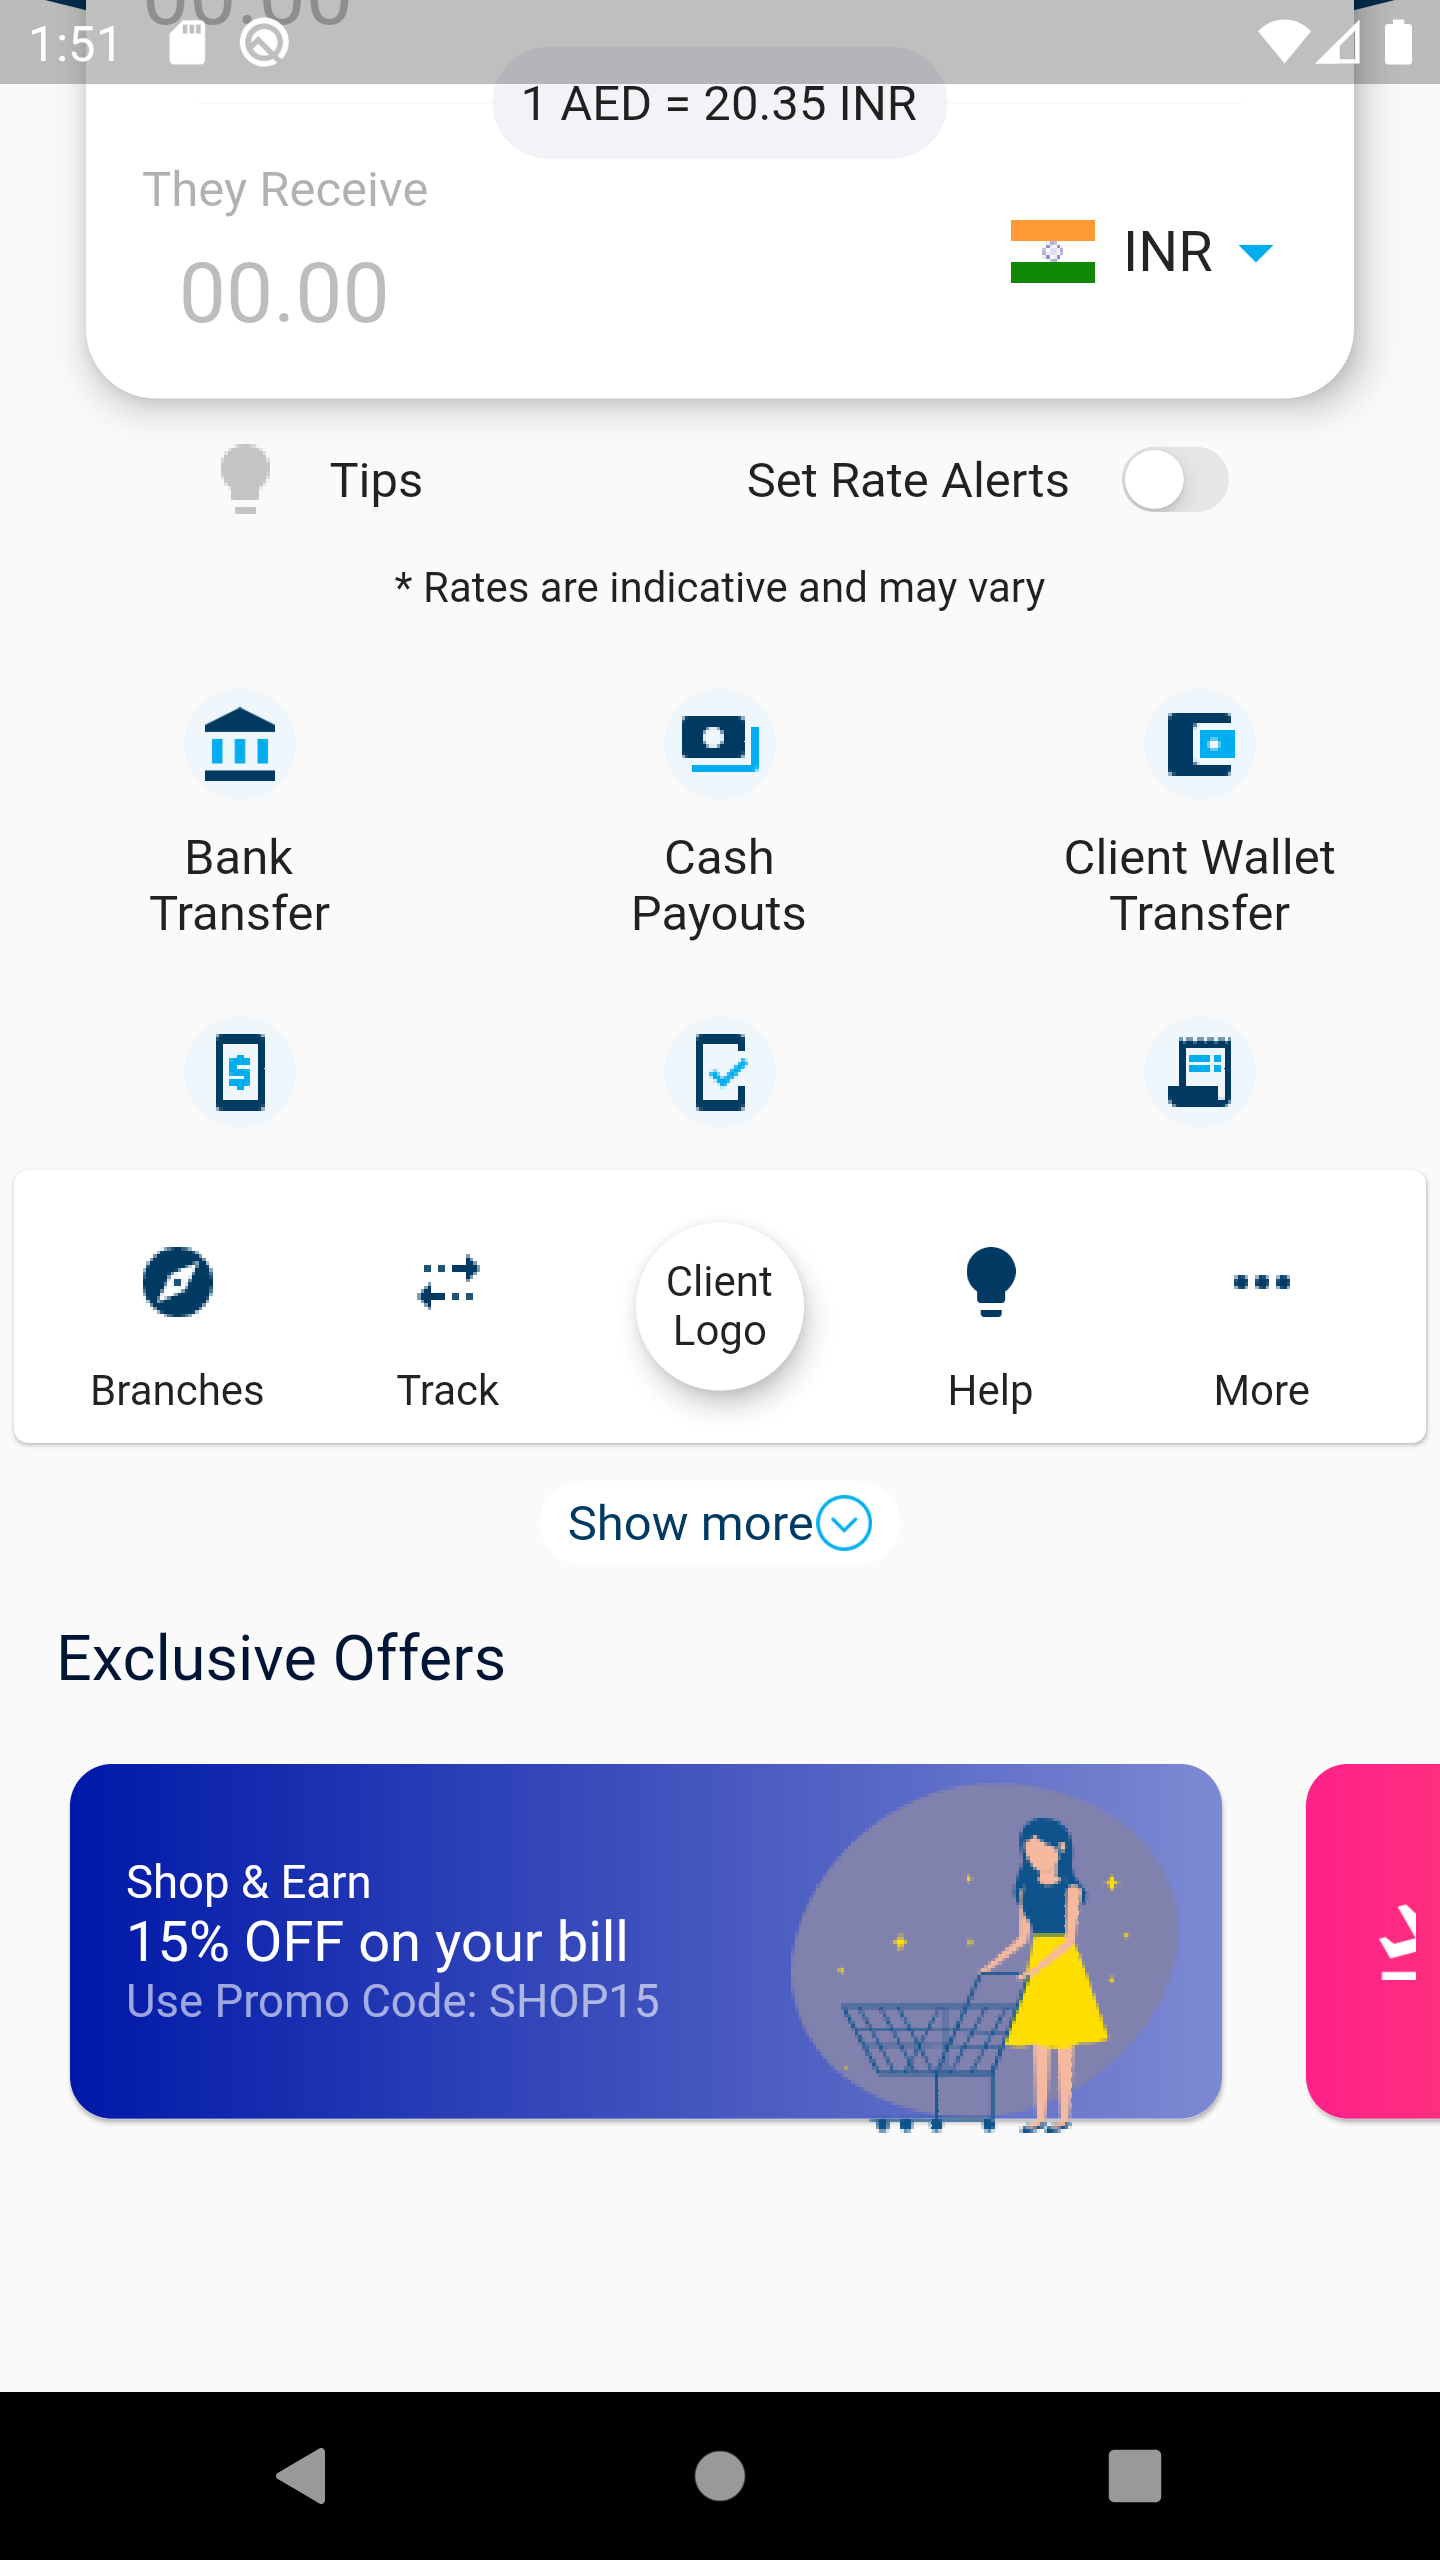 00.00
1:51
1 AED = 20.35 INR
They Receive
00.00
INR
Tips
Set Rate Alerts
* Rates are indicative and may vary
Bank
Transfer
Cash
Payouts
Client Wallet
Transfer
$
Branches
Track
Client
Logo
Help
More
Show more
Exclusive Offers
Shop & Earn
15% OFF on your bill
Use Promo Code: SHOP15